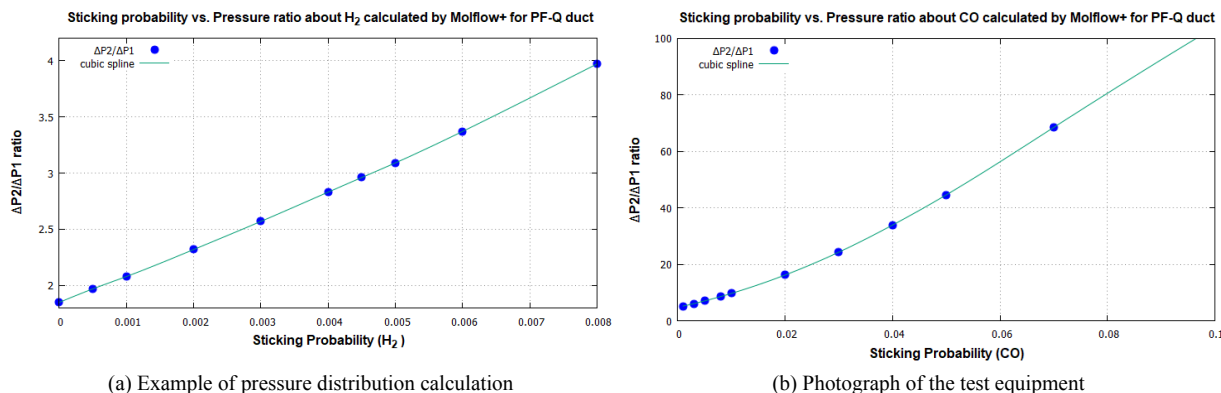 Sticking probability vs. Pressure ratio about H₂ calculated by Molflow+ for PF-Q duct
ΔP2/ΔP1
cubic spline
4
3.5
3
2.5
2
ΔP2/ΔP1 ratio
0 0.001 0.002 0.003 0.004 0.005 0.006 0.007 0.008
Sticking Probability (H₂ )
(a) Example of pressure distribution calculation
Sticking probability vs. Pressure ratio about CO calculated by Molflow+ for PF-Q duct
ΔP2/ΔP1
cubic spline
100
80
60
40
20
0
ΔP2/ΔP1 ratio
0.02 0.04 0.06 0.08 0.1
Sticking Probability (CO)
(b) Photograph of the test equipment